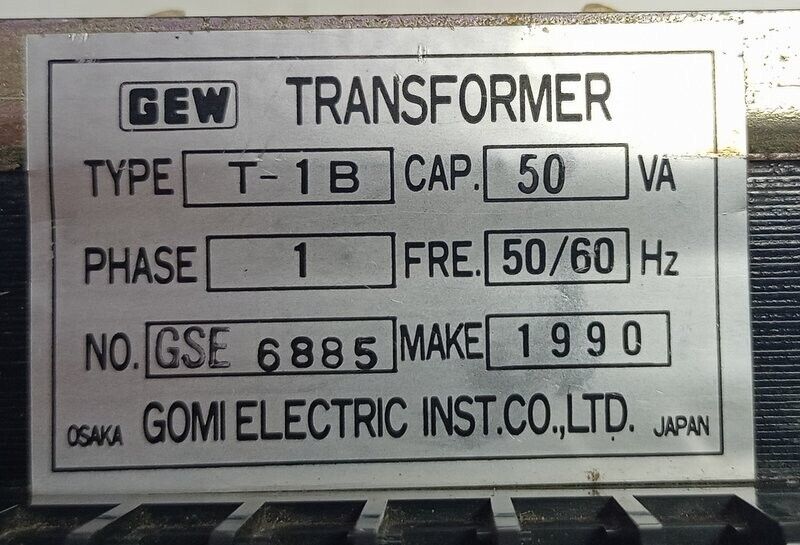 GEW TRANSFORMER
TYPE T-1B CAP. 50 VA
PHASE 1 FRE. 50/60 Hz
NO. GSE 6885 MAKE 1990
OSAKA GOMI ELECTRIC INST.CO.,LTD. JAPAN